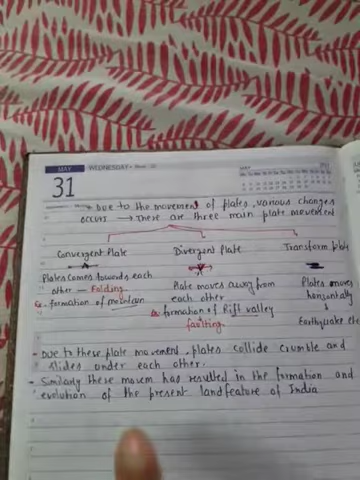 MAY WEDNESDAY
31
→ Due to the movement of plates, various changes
occurs → There are three main plate movement
Convergent Plate Divergent Plate Transform plate
Plates comes towards each Plate moves away from Plates moves
other — Folding each other horizontally
Ex. formation of Ex. formation of Rift valley ↓
faulting Earthquake
- Due to these plate movement, plates collide crumble and
slides under each other.
- Similarly these movem has resulted in the formation and
evolution of the present landfeature of India